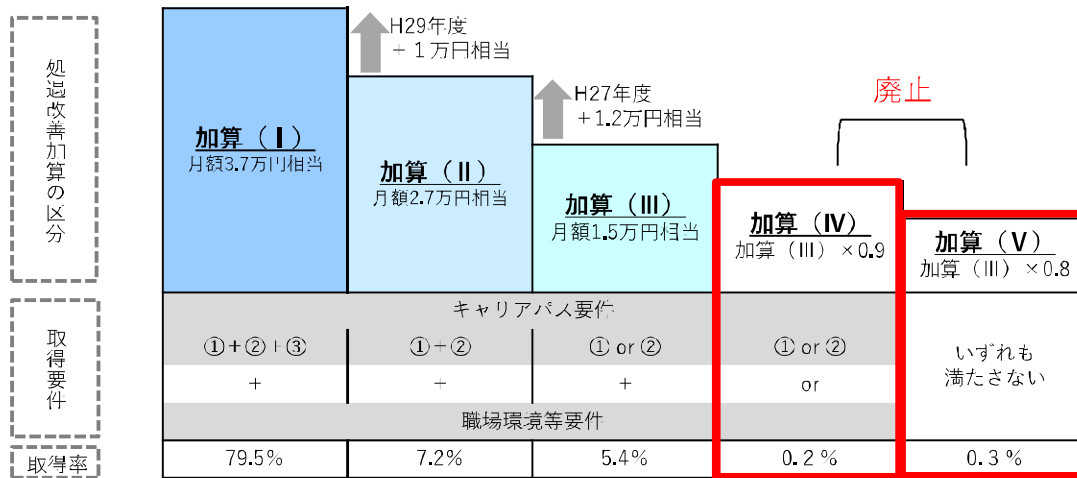 処遇改善加算の区分
H29年度
+ 1万円相当
H27年度
+1.2万円相当
廃止
加算（Ⅰ）
月額3.7万円相当
加算（Ⅱ）
月額2.7万円相当
加算（Ⅲ）
月額1.5万円相当
加算（Ⅳ）
加算（Ⅲ）×0.9
加算（Ⅴ）
加算（Ⅲ）×0.8
取得要件
キャリアパス要件
①+②+③
①+②
① or ②
① or ②
いずれも
満たさない
+
+
+
or
職場環境等要件
取得率
79.5%
7.2%
5.4%
0.2%
0.3%